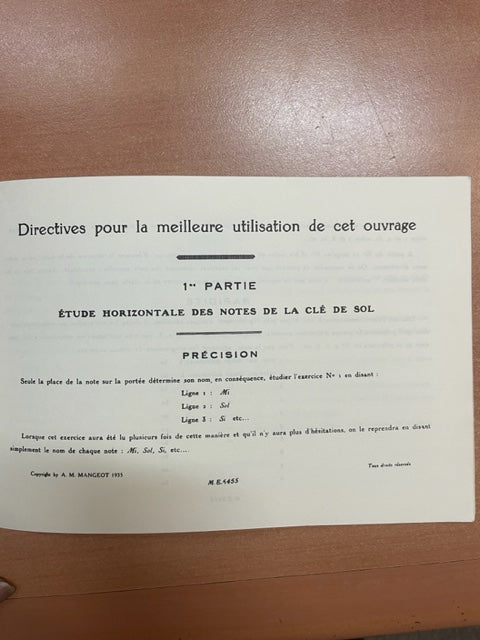 Directives pour la meilleure utilisation de cet ouvrage
1re PARTIE
ÉTUDE HORIZONTALE DES NOTES DE LA CLÉ DE SOL
PRÉCISION
Seule la place de la note sur la portée détermine son nom, en conséquence, étudier l'exercice No 1 en disant :
Ligne 1 : Mi
Ligne 2 : Sol
Ligne 3 : Si etc...
Lorsque cet exercice aura été lu plusieurs fois de cette manière et qu'il n'y aura plus d'hésitations, on le reprendra en disant
simplement le nom de chaque note : Mi, Sol, Si, etc...
Copyright by A. M. MANGEOT 1935
Tous droits réservés
M.E.5455